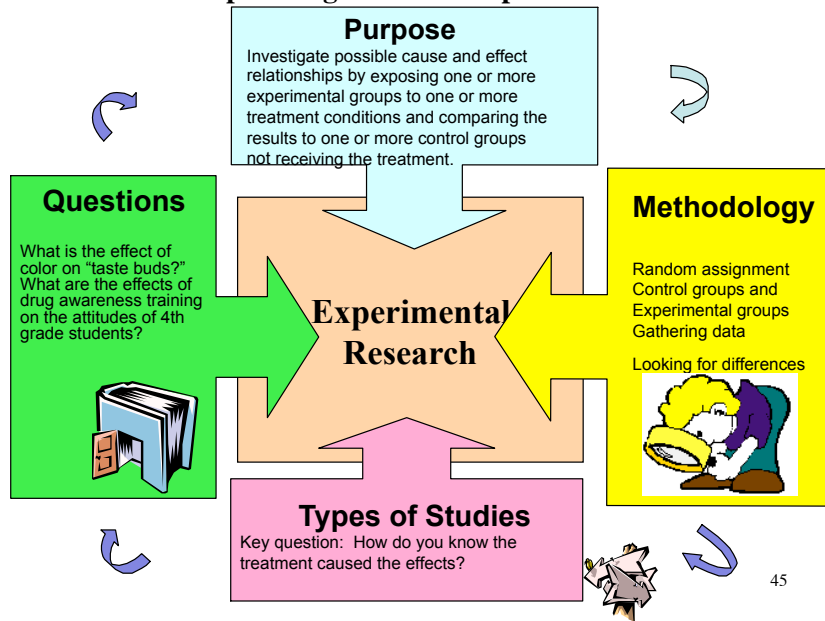 Purpose
Investigate possible cause and effect
relationships by exposing one or more
experimental groups to one or more
treatment conditions and comparing the
results to one or more control groups
not receiving the treatment.
Questions
What is the effect of
color on “taste buds?”
What are the effects of
drug awareness training
on the attitudes of 4th
grade students?
Experimental
Research
Methodology
Random assignment
Control groups and
Experimental groups
Gathering data
Looking for differences
Types of Studies
Key question: How do you know the
treatment caused the effects?
45